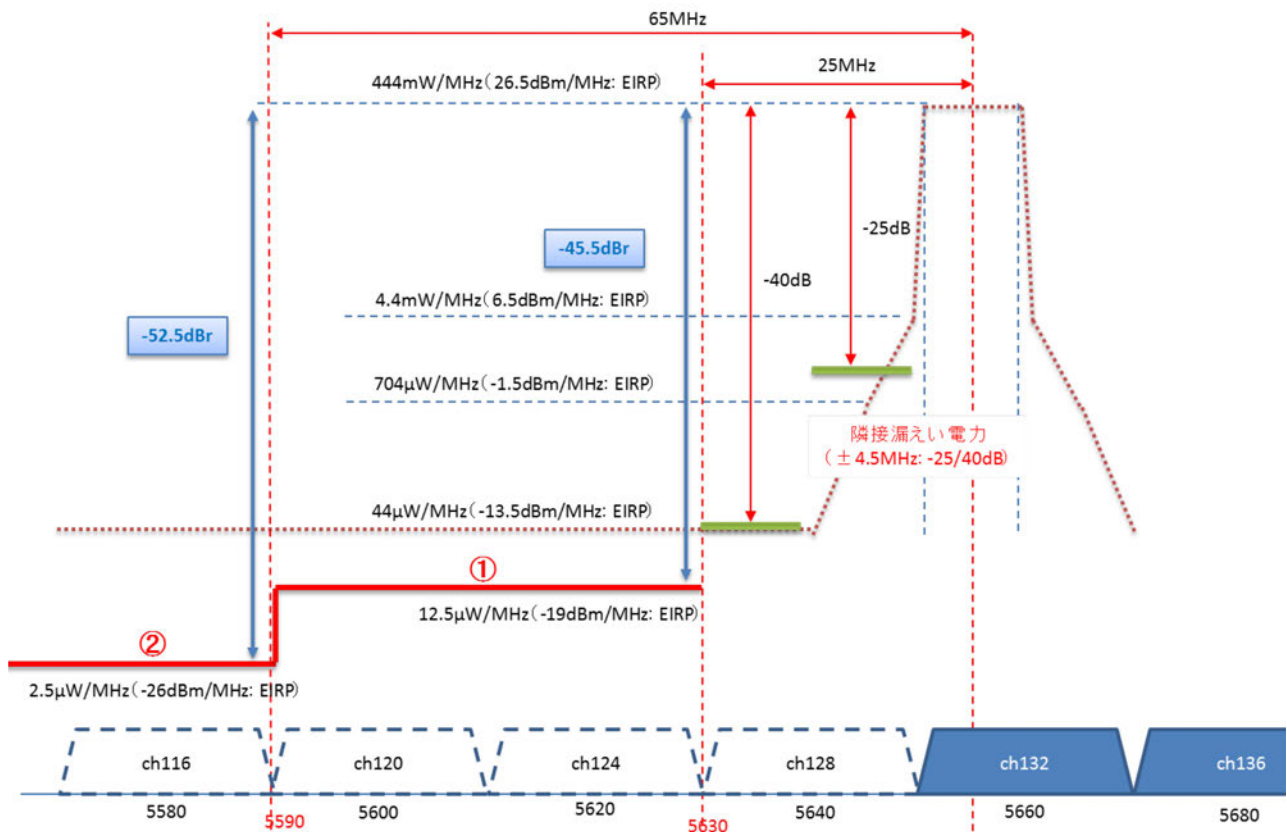 65MHz
25MHz
444mW/MHz(26.5dBm/MHz: EIRP)
-25dB
-45.5dBr
-40dB
4.4mW/MHz(6.5dBm/MHz: EIRP)
-52.5dBr
704μW/MHz(-1.5dBm/MHz: EIRP)
隣接漏えい電力
(±4.5MHz: -25/40dB)
44μW/MHz(-13.5dBm/MHz: EIRP)
①
12.5μW/MHz(-19dBm/MHz: EIRP)
②
2.5μW/MHz(-26dBm/MHz: EIRP)
ch116 ch120 ch124 ch128 ch132 ch136
5580 5590 5600 5620 5630 5640 5660 5680